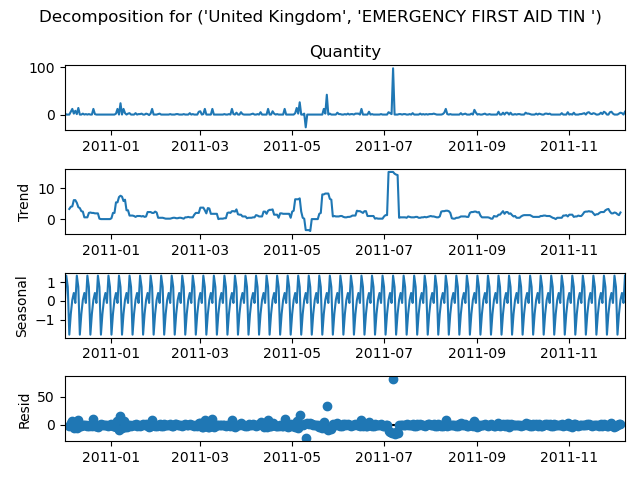 Decomposition for ('United Kingdom', 'EMERGENCY FIRST AID TIN ')
Quantity
100
0
2011-01 2011-03 2011-05 2011-07 2011-09 2011-11
Trend
10
0
2011-01 2011-03 2011-05 2011-07 2011-09 2011-11
Seasonal
1
0
−1
2011-01 2011-03 2011-05 2011-07 2011-09 2011-11
Resid
50
0
2011-01 2011-03 2011-05 2011-07 2011-09 2011-11